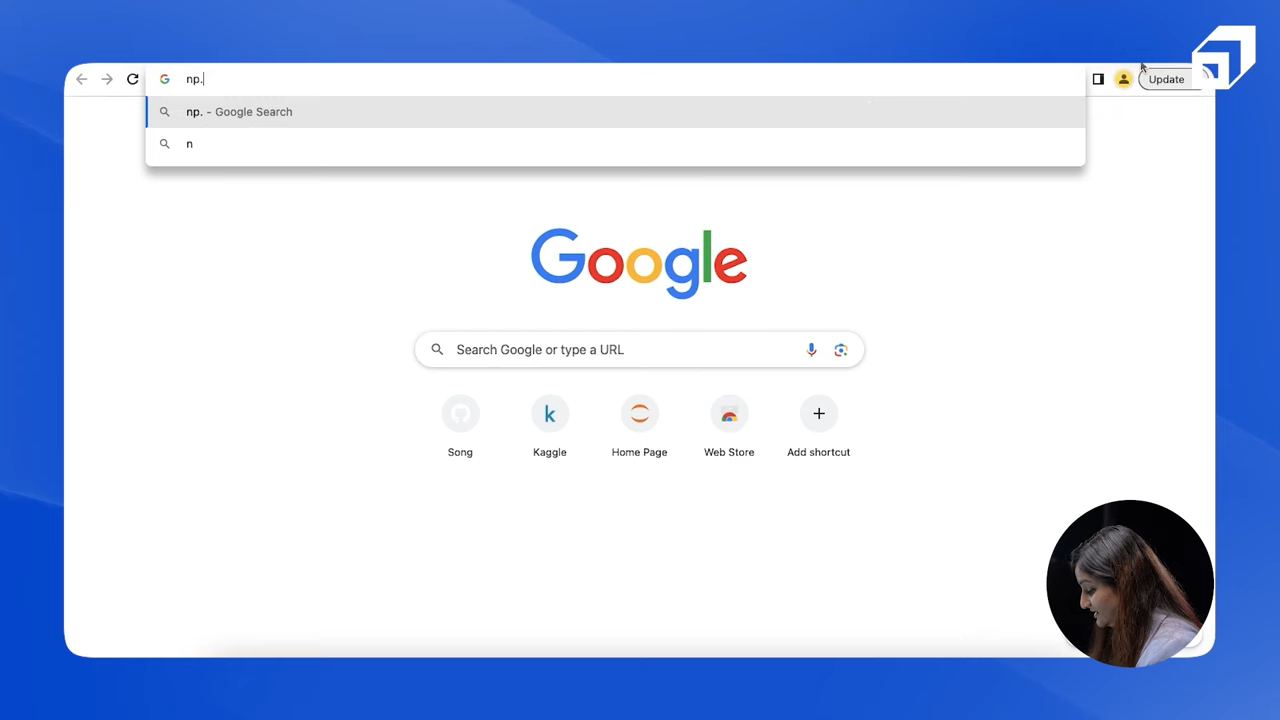 np.
Update
np. - Google Search
n
Google
Search Google or type a URL
k
Song
Kaggle
Home Page
Web Store
Add shortcut